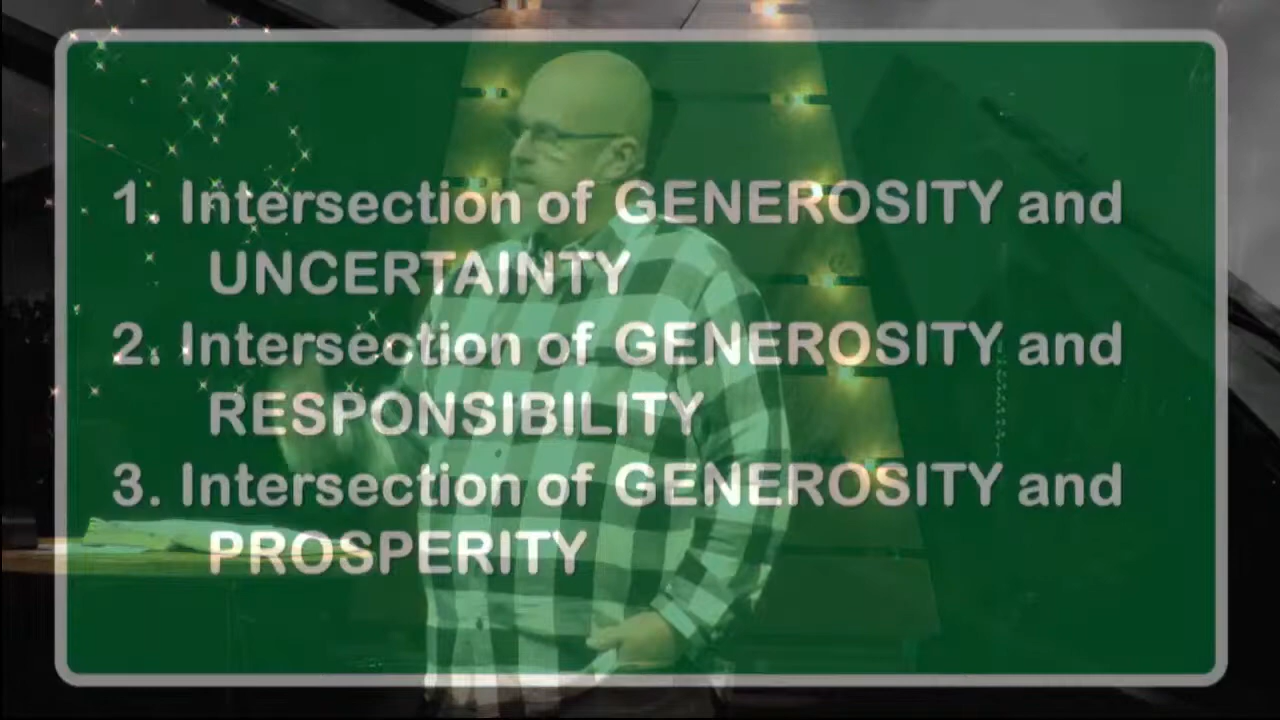 1. Intersection of GENEROSITY and
UNCERTAINTY
2. Intersection of GENEROSITY and
RESPONSIBILITY
3. Intersection of GENEROSITY and
PROSPERITY